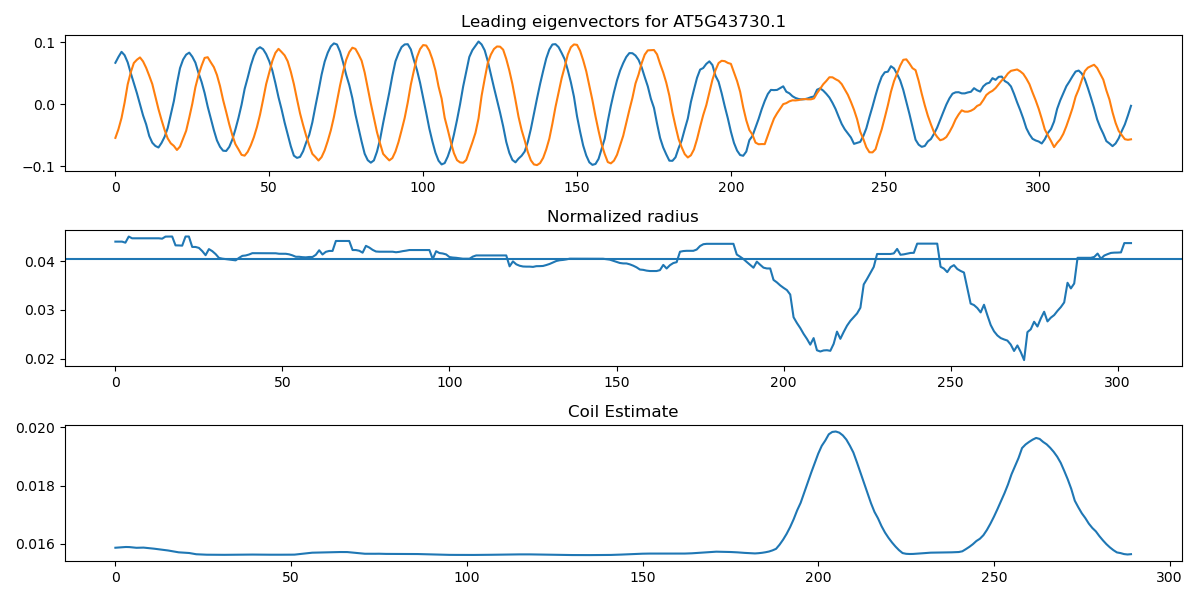 Leading eigenvectors for AT5G43730.1
0.1
0.0
−0.1
0 50 100 150 200 250 300
Normalized radius
0.04
0.03
0.02
0 50 100 150 200 250 300
Coil Estimate
0.020
0.018
0.016
0 50 100 150 200 250 300